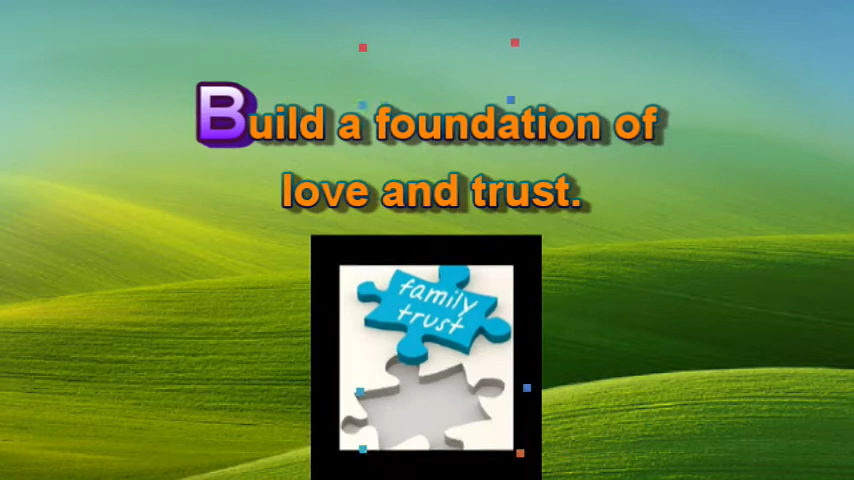 Build a foundation of
love and trust.
family
trust